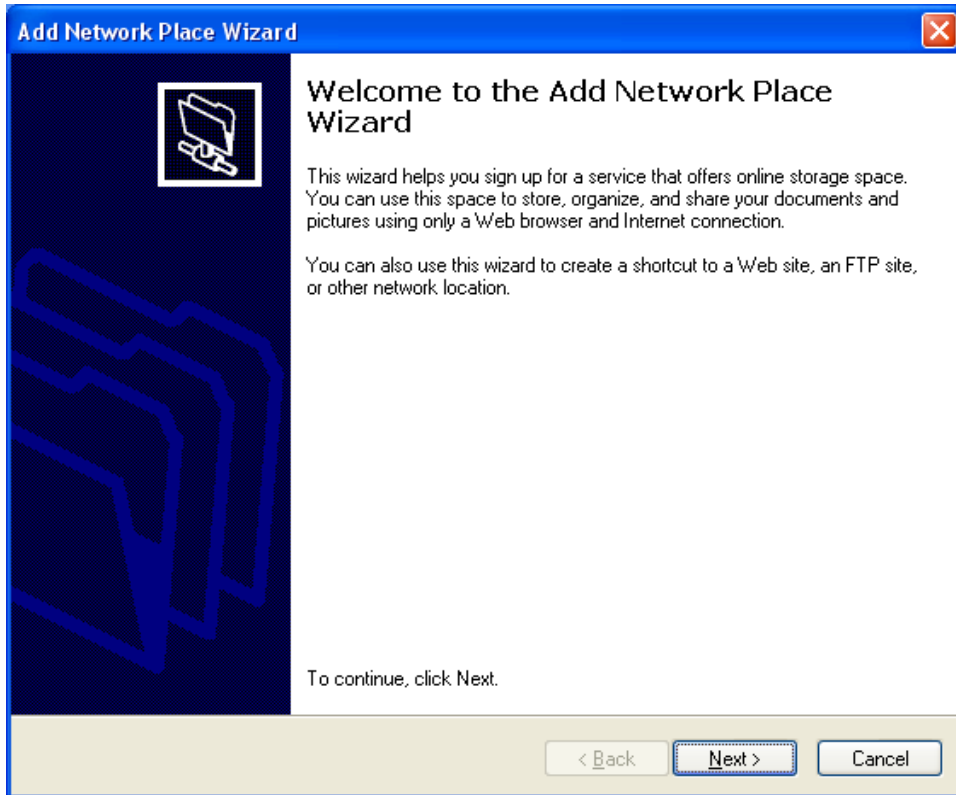 Add Network Place Wizard
Welcome to the Add Network Place
Wizard
This wizard helps you sign up for a service that offers online storage space.
You can use this space to store, organize, and share your documents and
pictures using only a Web browser and Internet connection.
You can also use this wizard to create a shortcut to a Web site, an FTP site,
or other network location.
To continue, click Next.
< Back Next > Cancel